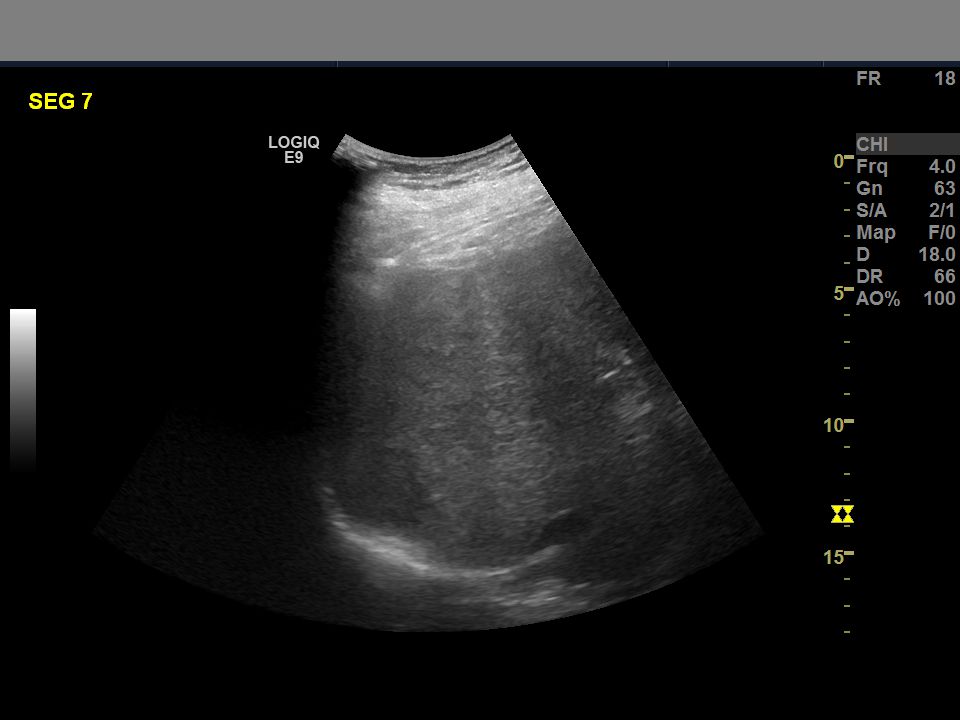 SEG 7
LOGIQ
E9
FR 18
CHI
Frq 4.0
Gn 63
S/A 2/1
Map F/0
D 18.0
DR 66
AO% 100
0
5
10
15